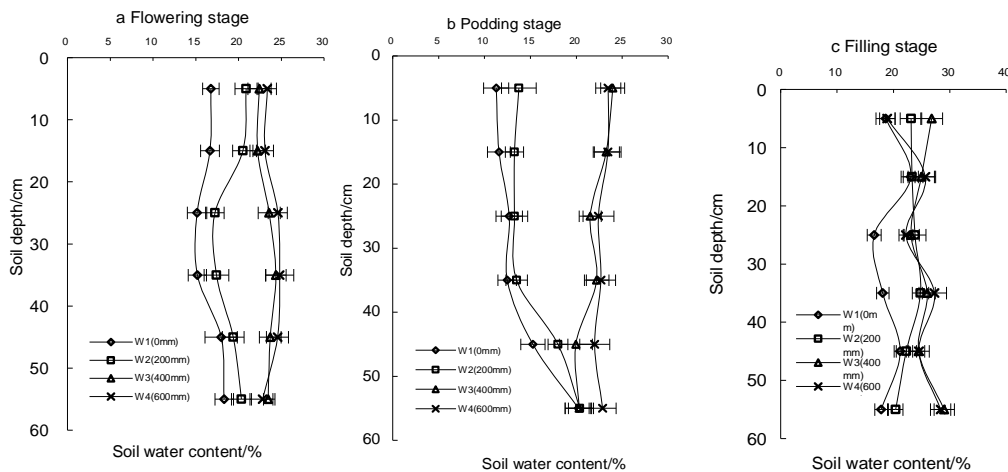 a Flowering stage
0 5 10 15 20 25 30
0
10
20
30
40
50
60
Soil depth/cm
W1(0mm)
W2(200mm)
W3(400mm)
W4(600mm)
Soil water content/%
b Podding stage
0 5 10 15 20 25 30
0
10
20
30
40
50
60
Soil depth/cm
W1(0mm)
W2(200mm)
W3(400mm)
W4(600mm)
Soil water content/%
c Filling stage
0 10 20 30 40
0
10
20
30
40
50
60
Soil depth/cm
W1(0m
m)
W2(200
mm)
W3(400
mm)
W4(600
Soil water content/%